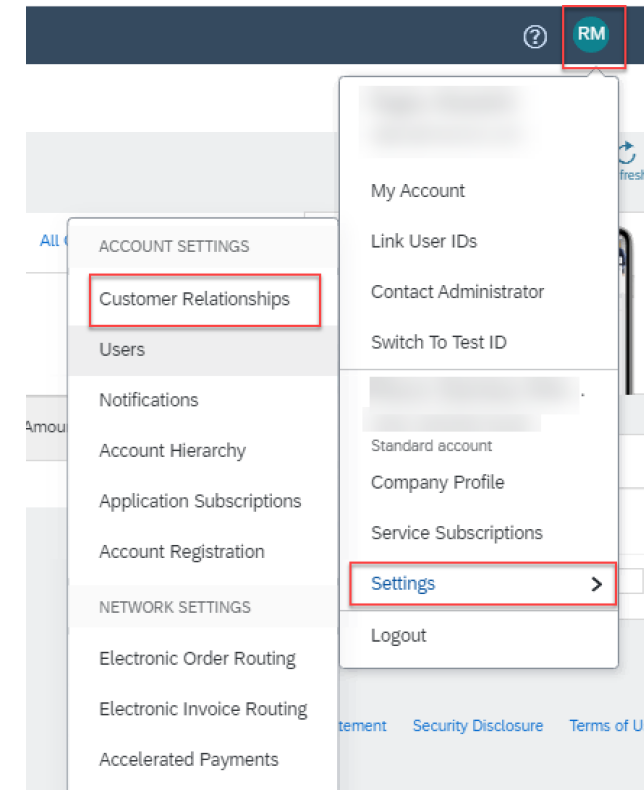 ?
RM
fresh
My Account
Link User IDs
Contact Administrator
Switch To Test ID
.
Standard account
Company Profile
Service Subscriptions
Settings
Logout
All
ACCOUNT SETTINGS
Customer Relationships
Users
Notifications
Amou
Account Hierarchy
Application Subscriptions
Account Registration
NETWORK SETTINGS
Electronic Order Routing
Electronic Invoice Routing
Accelerated Payments
tement Security Disclosure Terms of U